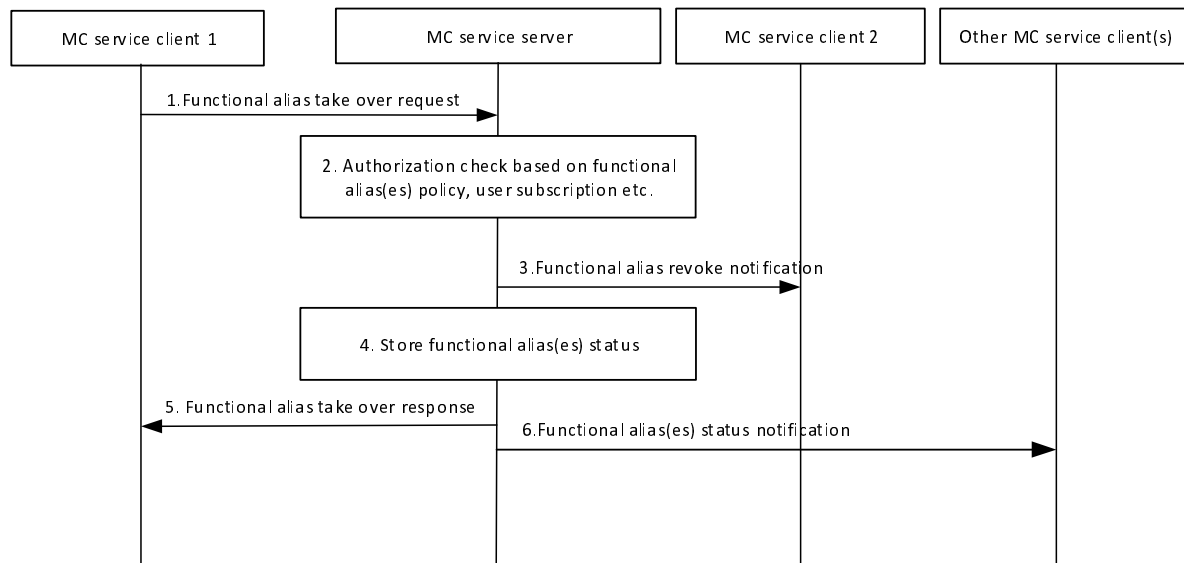 MC service client 1
MC service server
MC service client 2
Other MC service client(s)
1.Functional alias take over request
2. Authorization check based on functional
alias(es) policy, user subscription etc.
3.Functional alias revoke notification
4. Store functional alias(es) status
5. Functional alias take over response
6.Functional alias(es) status notification